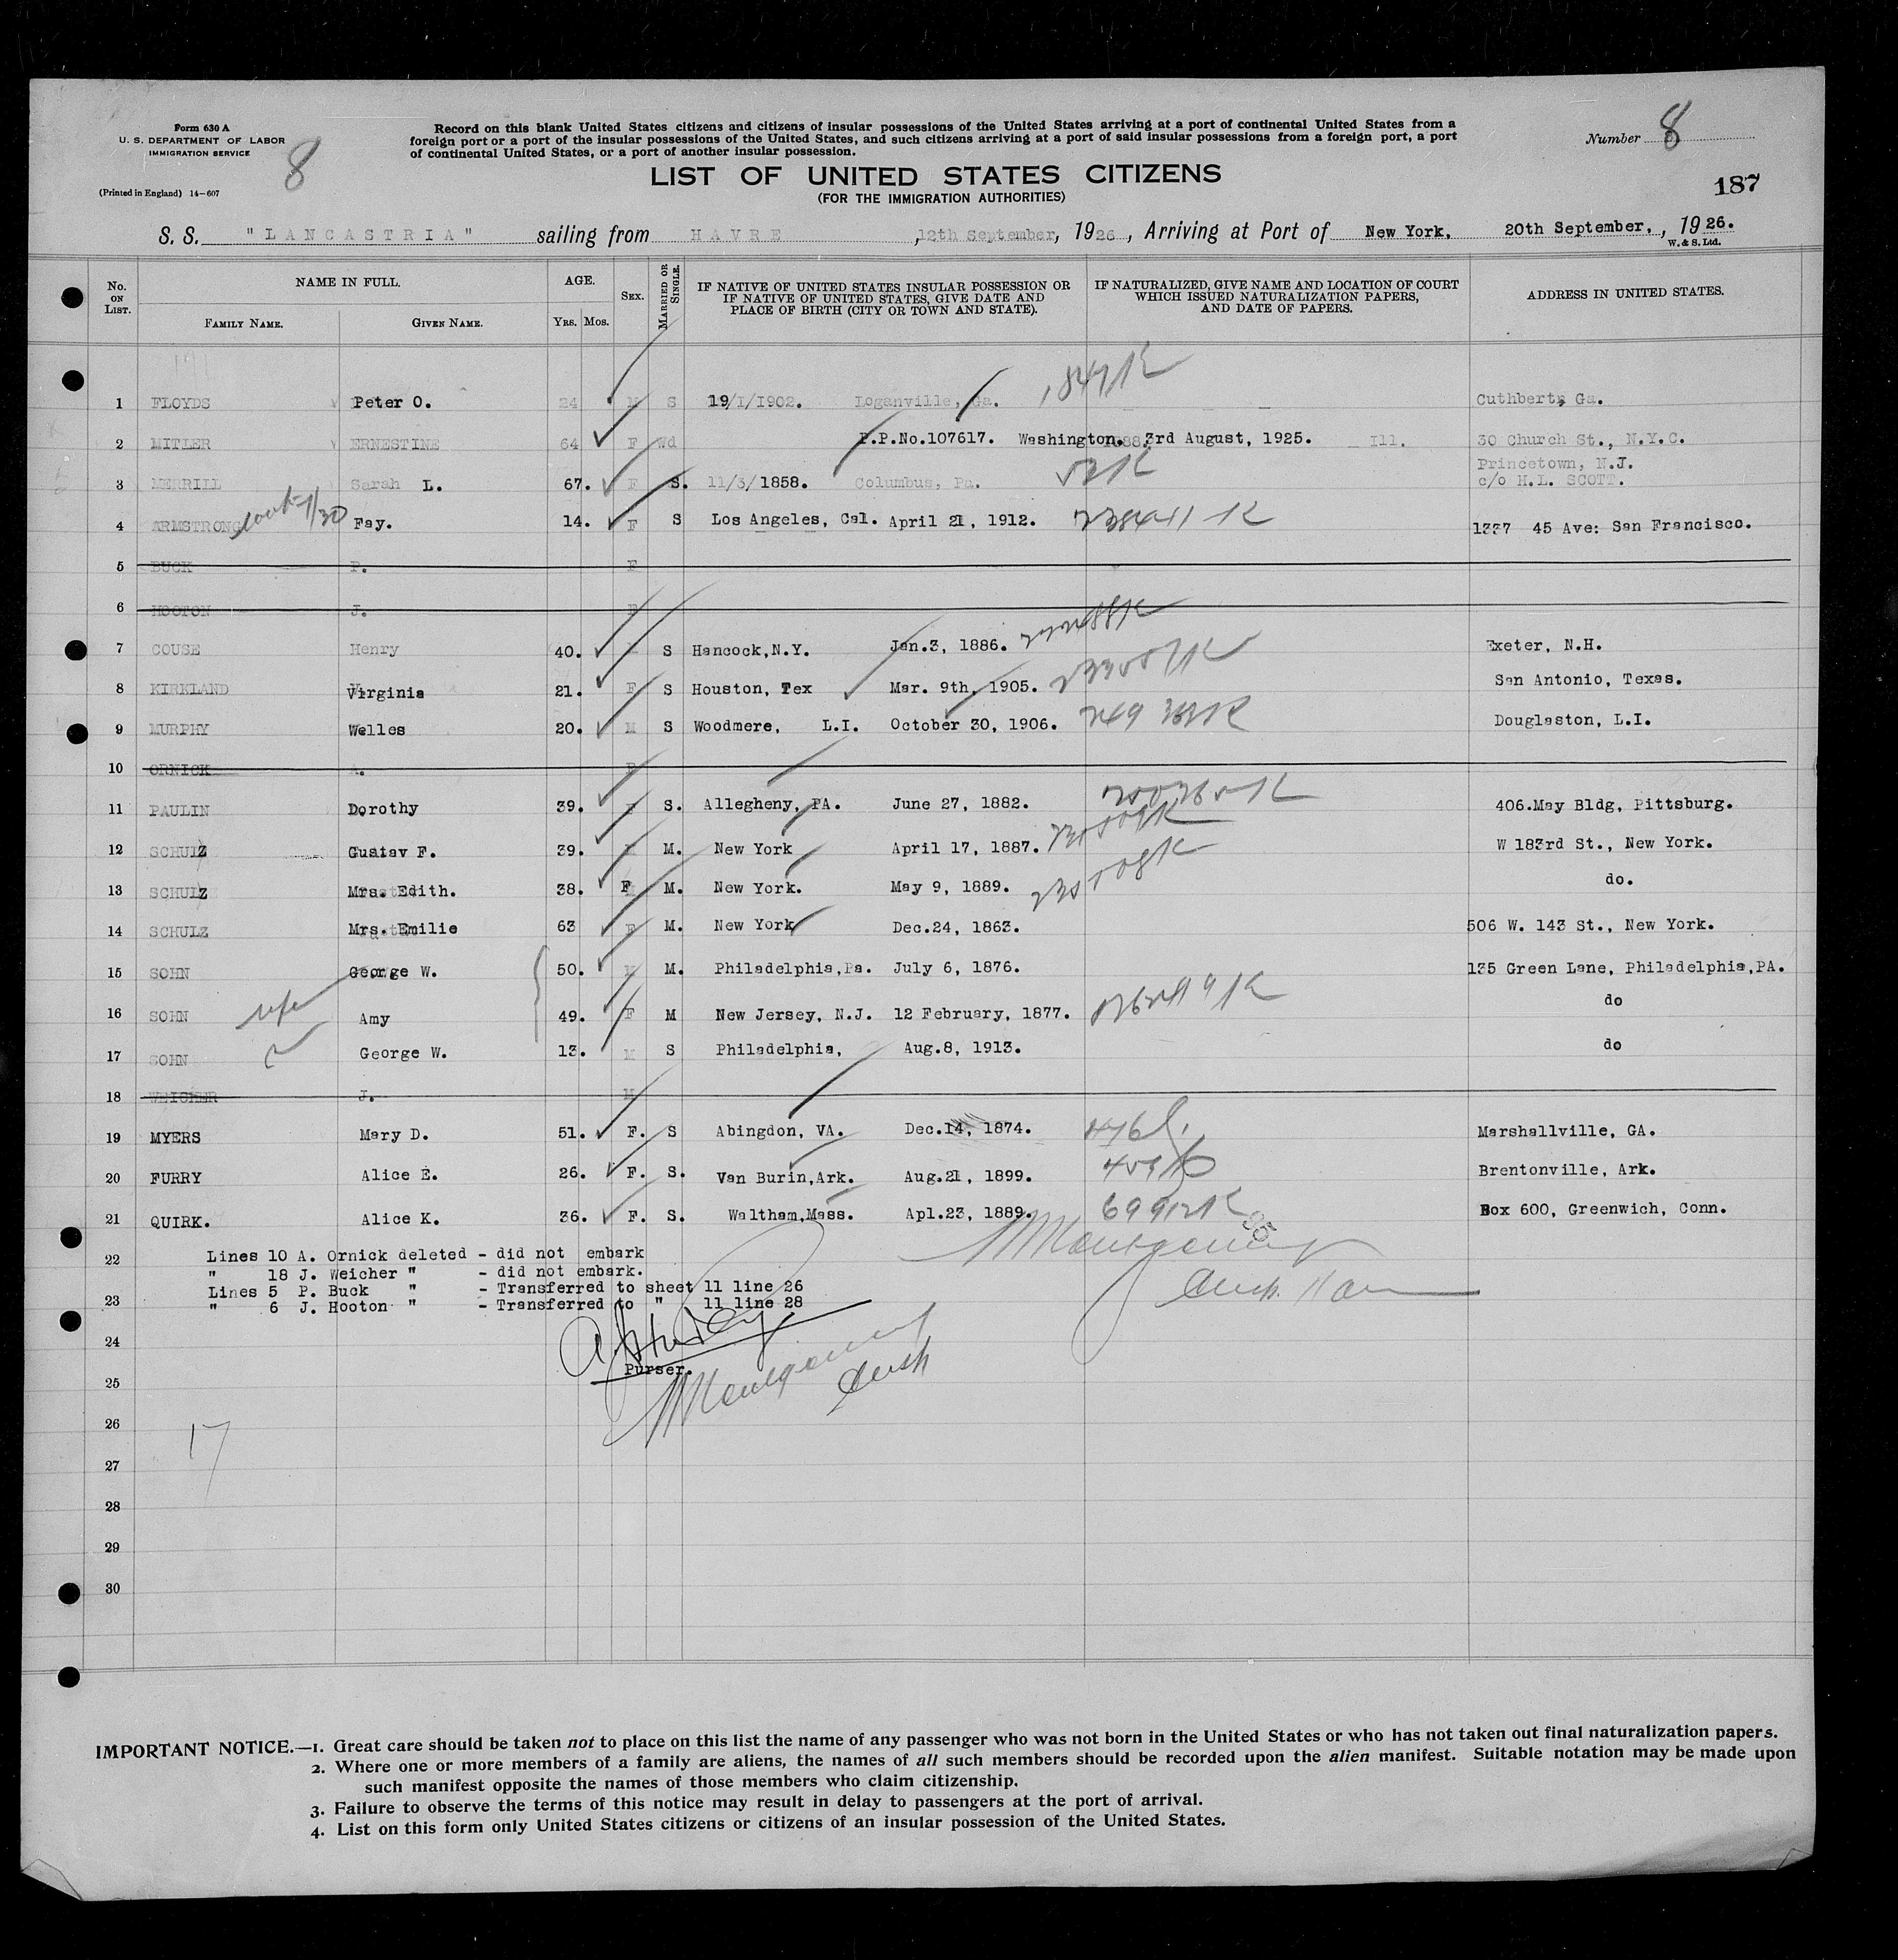 Form 630 A
U. S. DEPARTMENT OF LABOR
IMMIGRATION SERVICE
(Printed in England) 14—607
8
Record on this blank United States citizens and citizens of insular possessions of the United States arriving at a port of continental United States from a
foreign port or a port of the insular possessions of the United States, and such citizens arriving at a port of said insular possessions from a foreign port, a port
of continental United States, or a port of another insular possession.
Number 8
LIST OF UNITED STATES CITIZENS
(FOR THE IMMIGRATION AUTHORITIES)
187
S. S. "LANCASTRIA" sailing from HAVRE, 12th September, 1926, Arriving at Port of New York, 20th September, , 1926.
W. & S. Ltd.
No. ON LIST. NAME IN FULL. AGE. SEX. MARRIED OR SINGLE. IF NATIVE OF UNITED STATES INSULAR POSSESSION OR IF NATIVE OF UNITED STATES, GIVE DATE AND PLACE OF BIRTH (CITY OR TOWN AND STATE). IF NATURALIZED, GIVE NAME AND LOCATION OF COURT WHICH ISSUED NATURALIZATION PAPERS, AND DATE OF PAPERS. ADDRESS IN UNITED STATES.
FAMILY NAME. GIVEN NAME. Yrs. Mos.
1 FLOYDS Peter O. 24 M S 19/1/1902. Loganville, Ga. Cuthbert, Ga.
2 MITLER ERNESTINE 64 F Wd P.P.No.107617. Washington. 3rd August, 1925. Ill. 30 Church St., N.Y.C.
3 MERRILL Sarah L. 67. F S. 11/3/1858. Columbus, Pa. Princetown, N.J. c/o H.L. SCOTT.
4 ARMSTRONG Fay. 14. F S Los Angeles, Cal. April 21, 1912. 1337 45 Ave: San Francisco.
5 BUCK P. F
6 HOOTON J. F
7 COUSE Henry 40. S Hancock,N.Y. Jan.3, 1886. Exeter, N.H.
8 KIRKLAND Virginia 21. F S Houston, Tex Mar. 9th, 1905. San Antonio, Texas.
9 MURPHY Welles 20. M S Woodmere, L.I. October 30, 1906. Douglaston, L.I.
10 ORNICK A. F
11 PAULIN Dorothy 39. F S. Allegheny, PA. June 27, 1882. 406.May Bldg, Pittsburg.
12 SCHULZ Gustav F. 39. M. New York April 17, 1887. W 183rd St., New York.
13 SCHULZ Mrs. Edith. 38. F M. New York. May 9, 1889. do.
14 SCHULZ Mrs. Emilie 63 F M. New York Dec.24, 1863. 506 W. 143 St., New York.
15 SOHN George W. 50. M M. Philadelphia,Pa. July 6, 1876. 135 Green Lane, Philadelphia,PA.
16 SOHN wife Amy 49. F M New Jersey, N.J. 12 February, 1877. do
17 SOHN George W. 13. M S Philadelphia, Aug.8, 1913. do
18 WEICHER J. M
19 MYERS Mary D. 51. F. S Abingdon, VA. Dec.14, 1874. Marshallville, GA.
20 FURRY Alice E. 26. F. S. Van Burin,Ark. Aug.21, 1899. Brentonville, Ark.
21 QUIRK. Alice K. 36. F. S. Waltham,Mass. Apl.23, 1889. Box 600, Greenwich, Conn.
22 Lines 10 A. Ornick deleted - did not embark
" 18 J. Weicher " - did not embark.
Lines 5 P. Buck " - Transferred to sheet 11 line 26
23 " 6 J. Hooton " - Transferred to " 11 line 28
24
Purser.
25
26
17
27
28
29
30
IMPORTANT NOTICE.—1. Great care should be taken not to place on this list the name of any passenger who was not born in the United States or who has not taken out final naturalization papers.
2. Where one or more members of a family are aliens, the names of all such members should be recorded upon the alien manifest. Suitable notation may be made upon
such manifest opposite the names of those members who claim citizenship.
3. Failure to observe the terms of this notice may result in delay to passengers at the port of arrival.
4. List on this form only United States citizens or citizens of an insular possession of the United States.